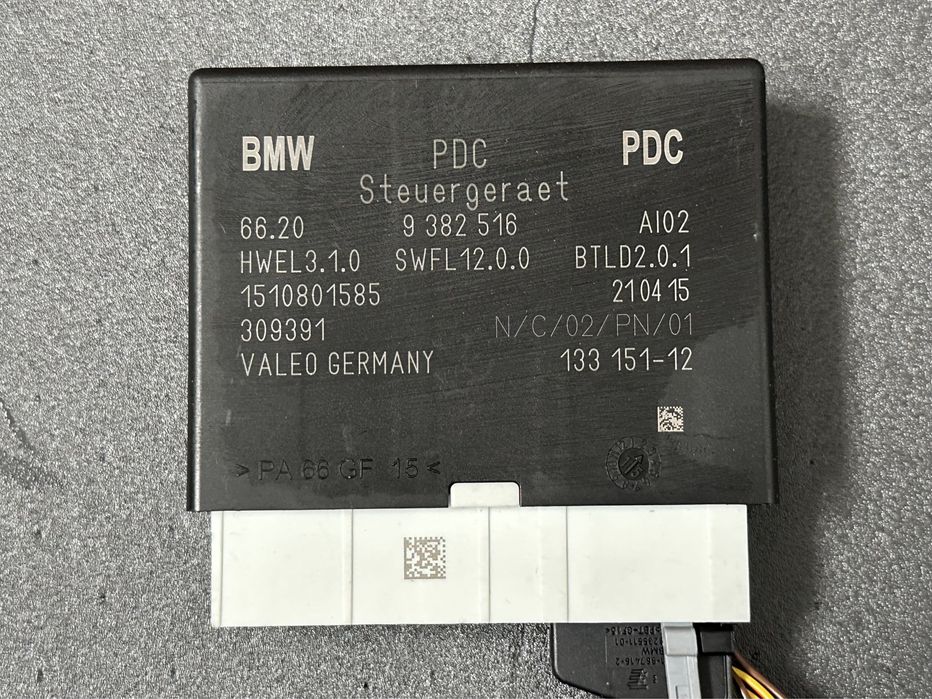 BMW PDC PDC
Steuergeraet
66.20 9 382 516 AI02
HWEL3.1.0 SWFL12.0.0 BTLD2.0.1
1510801585 210415
309391 N/C/02/PN/01
VALEO GERMANY 133 151-12
>PA 66 GF 15<
BMW